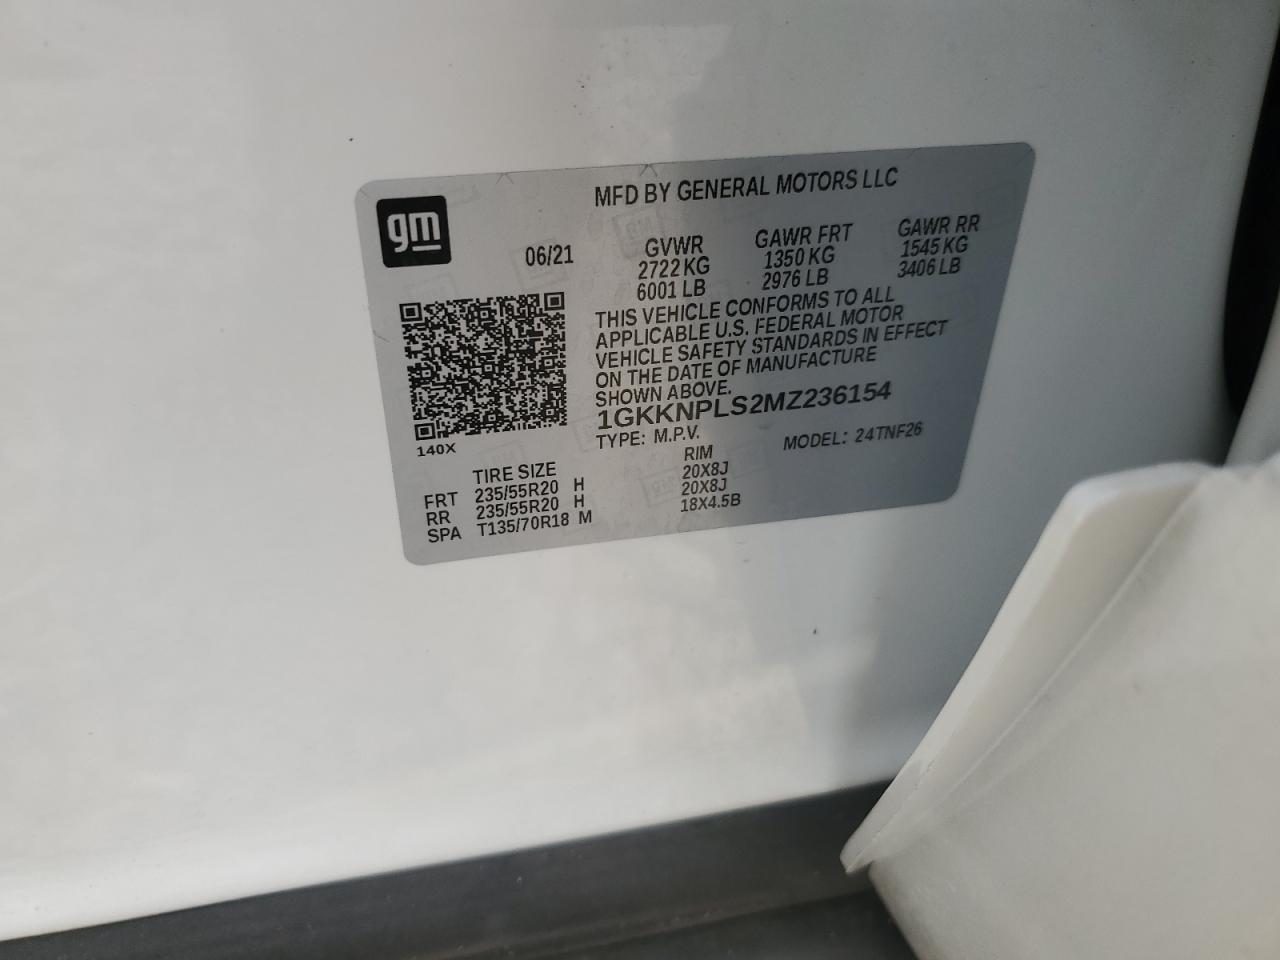 MFD BY GENERAL MOTORS LLC
gm
06/21 GVWR GAWR FRT GAWR RR
2722 KG 1350 KG 1545 KG
6001 LB 2976 LB 3406 LB
THIS VEHICLE CONFORMS TO ALL
APPLICABLE U.S. FEDERAL MOTOR
VEHICLE SAFETY STANDARDS IN EFFECT
ON THE DATE OF MANUFACTURE
SHOWN ABOVE.
1GKKNPLS2MZ236154
140X
TYPE: M.P.V. MODEL: 24TNF26
TIRE SIZE RIM
FRT 235/55R20 H 20X8J
RR 235/55R20 H 20X8J
SPA T135/70R18 M 18X4.5B